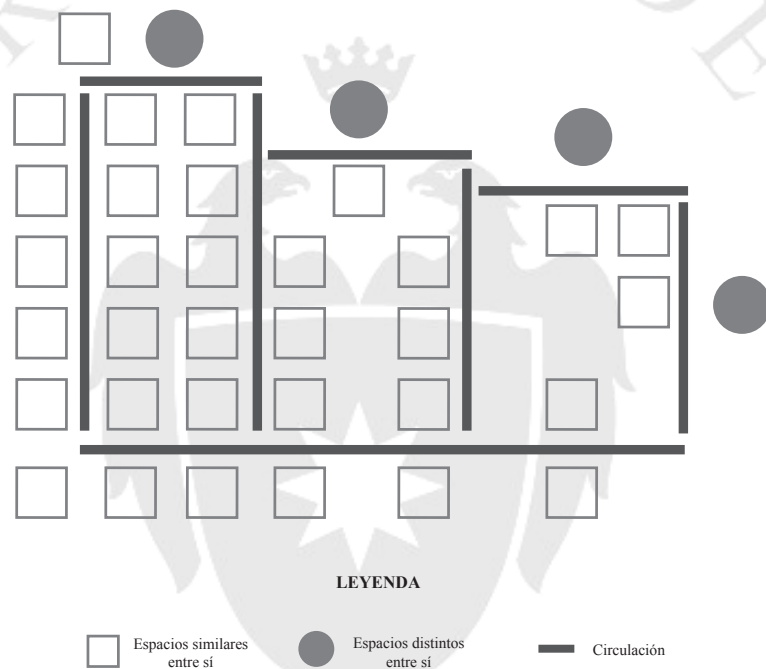 LEYENDA
Espacios similares
entre sí
Espacios distintos
entre sí
Circulación